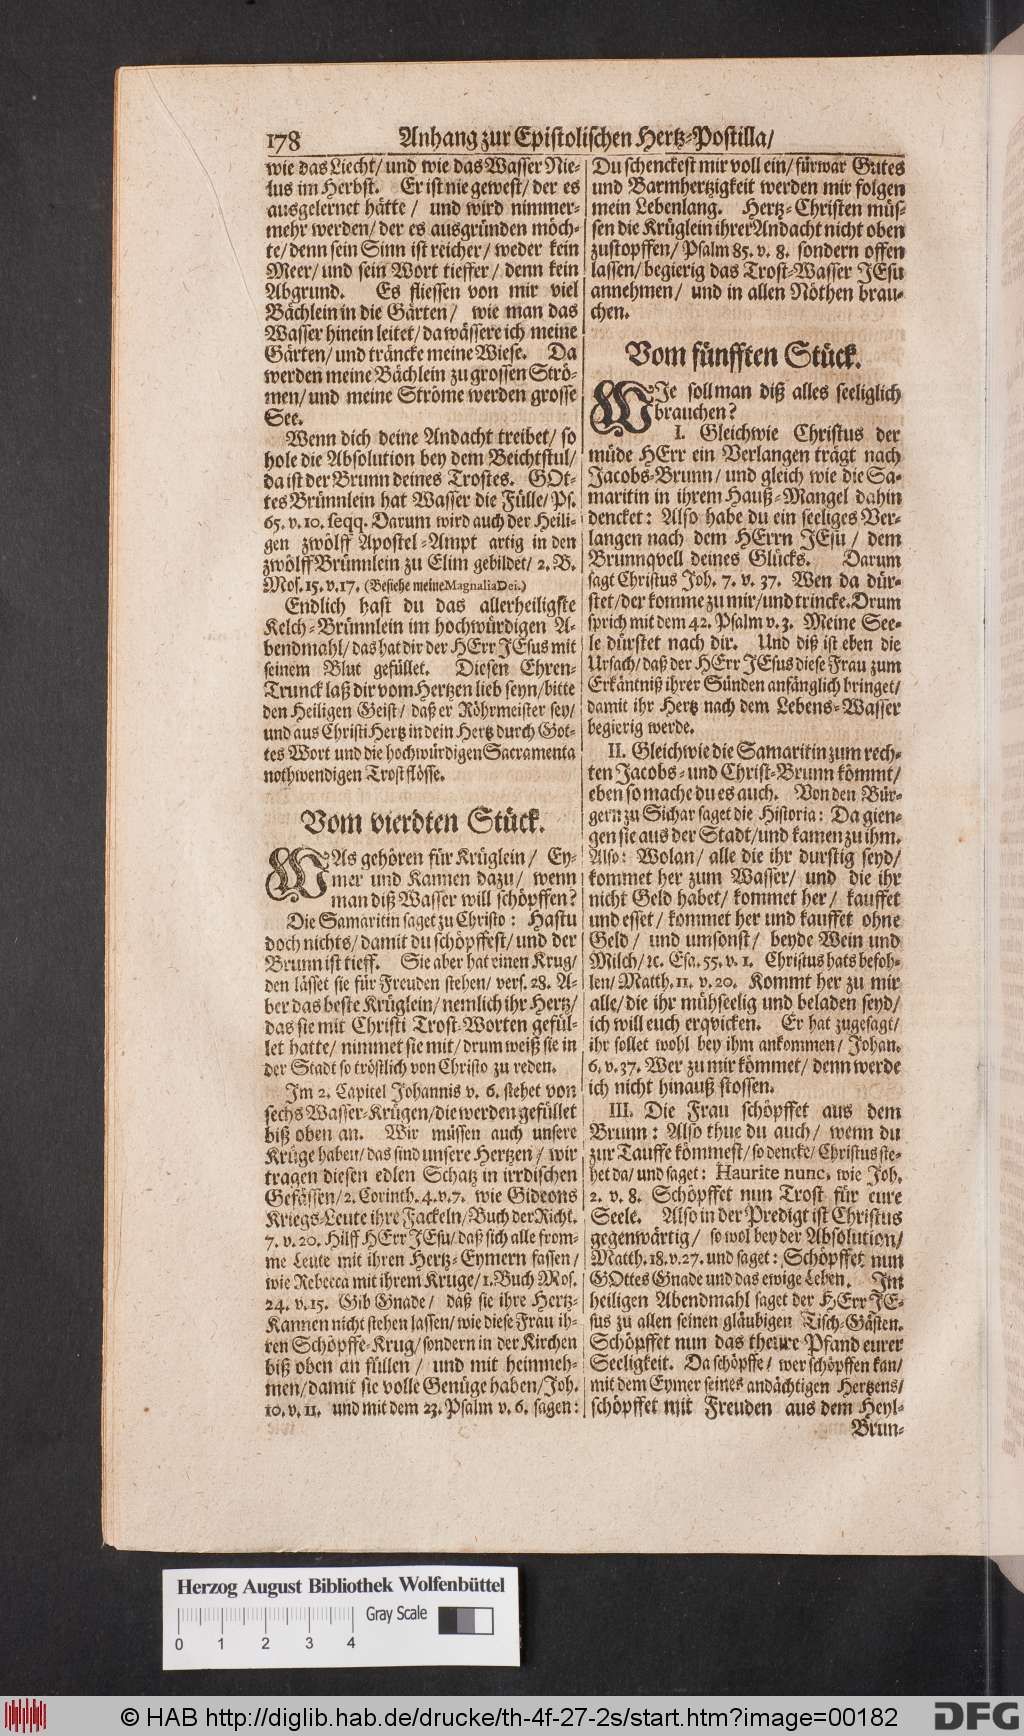 178 Anhang zur Epistolischen Hertz-Postilla/
wie das Liecht/ und wie das Wasser Nie-
lus im Herbst. Er ist nie gewest/ der es
ausgelernet hätte/ und wird nimmer-
mehr werden/ der es ausgründen möch-
te/ denn sein Sinn ist reicher/ weder kein
Meer/ und sein Wort tieffer/ denn kein
Abgrund. Es fliessen von mir viel
Bächlein in die Gärten/ wie man das
Wasser hinein leitet/ da wässere ich meine
Gärten/ und träncke meine Wiese. Da
werden meine Bächlein zu grossen Strö-
men/ und meine Ströme werden grosse
See.
Wenn dich deine Andacht treibet/ so
hole die Absolution bey dem Beichtstul/
da ist der Brunn deines Trostes. GOt-
tes Brünnlein hat Wasser die Fülle/ Ps.
65. v. 10. seqq. Darum wird auch der Heili-
gen zwölff Apostel-Ampt artig in den
zwölff Brünnlein zu Elim gebildet/ 2. B.
Mos. 15. v. 17. (Besiehe meine Magnalia Dei.)
Endlich hast du das allerheiligste
Kelch-Brünnlein im hochwürdigen A-
bendmahl/ das hat dir der HErr JEsus mit
seinem Blut gefüllet. Diesen Ehren-
Trunck laß dir vom Hertzen lieb seyn/ bitte
den Heiligen Geist/ daß er Röhrmeister sey/
und aus Christi Hertz in dein Hertz durch Got-
tes Wort und die hochwürdigen Sacramenta
nothwendigen Trost flösse.
Vom vierdten Stück.
WAs gehören für Krüglein/ Ey-
mer und Kannen dazu/ wenn
man diß Wasser will schöpffen?
Die Samaritin saget zu Christo: Hastu
doch nichts/ damit du schöpffest/ und der
Brunn ist tieff. Sie aber hat einen Krug/
den lässet sie für Freuden stehen/ vers. 28. A-
ber das beste Krüglein/ nemlich ihr Hertz/
das sie mit Christi Trost-Worten gefül-
let hatte/ nimmet sie mit/ drum weiß sie in
der Stadt so tröstlich von Christo zu reden.
Im 2. Capitel Johannis v. 6. stehet von
sechs Wasser-Krügen/ die werden gefüllet
biß oben an. Wir müssen auch unsere
Krüge haben/ das sind unsere Hertzen/ wir
tragen diesen edlen Schatz in irrdischen
Gefässen/ 2. Corinth. 4. v. 7. wie Gideons
Kriegs-Leute ihre Fackeln/ Buch der Richt.
7. v. 20. Hilff HErr JEsu/ daß sich alle from-
me Leute mit ihren Hertz-Eymern fassen/
wie Rebecca mit ihrem Kruge/ 1. Buch Mos.
24. v. 15. Gib Gnade/ daß sie ihre Hertz-
Kannen nicht stehen lassen/ wie diese Frau ih-
ren Schöpffe-Krug/ sondern in der Kirchen
biß oben an füllen/ und mit heimneh-
men/ damit sie volle Genüge haben/ Joh.
10. v. 11. und mit dem 23. Psalm v. 6. sagen:
Du schenckest mir voll ein/ fürwar Gutes
und Barmhertzigkeit werden mir folgen
mein Lebenlang. Hertz-Christen müs-
sen die Krüglein ihrer Andacht nicht oben
zustopffen/ Psalm 85. v. 8. sondern offen
lassen/ begierig das Trost-Wasser JEsu
annehmen/ und in allen Nöthen brau-
chen.
Vom fünfften Stück.
WIe soll man diß alles seeliglich
brauchen?
I. Gleichwie Christus der
müde HErr ein Verlangen trägt nach
Jacobs-Brunn/ und gleich wie die Sa-
maritin in ihrem Hauß-Mangel dahin
dencket: Also habe du ein seeliges Ver-
langen nach dem HErrn JEsu/ dem
Brunnqvell deines Glücks. Darum
sagt Christus Joh. 7. v. 37. Wen da dür-
stet/ der komme zu mir/ und trincke. Drum
sprich mit dem 42. Psalm v. 3. Meine See-
le dürstet nach dir. Und diß ist eben die
Ursach/ daß der HErr JEsus diese Frau zum
Erkäntniß ihrer Sünden anfänglich bringet/
damit ihr Hertz nach dem Lebens-Wasser
begierig werde.
II. Gleichwie die Samaritin zum rech-
ten Jacobs- und Christ-Brunn kömmt/
eben so mache du es auch. Von den Bür-
gern zu Sichar saget die Historia: Da gien-
gen sie aus der Stadt/ und kamen zu ihm.
Also: Wolan/ alle die ihr durstig seyd/
kommet her zum Wasser/ und die ihr
nicht Geld habet/ kommet her/ kauffet
und esset/ kommet her und kauffet ohne
Geld/ und umsonst/ beyde Wein und
Milch/ ꝛc. Esa. 55. v. 1. Christus hats befoh-
len/ Matth. 11. v. 20. Kommt her zu mir
alle/ die ihr mühseelig und beladen seyd/
ich will euch erqvicken. Er hat zugesagt/
ihr sollet wohl bey ihm ankommen/ Johan.
6. v. 37. Wer zu mir kömmet/ denn werde
ich nicht hinauß stossen.
III. Die Frau schöpffet aus dem
Brunn: Also thue du auch/ wenn du
zur Tauffe kömmest/ so dencke/ Christus ste-
het da/ und saget: Haurite nunc, wie Joh.
2. v. 8. Schöpffet nun Trost für eure
Seele. Also in der Predigt ist Christus
gegenwärtig/ so wol bey der Absolution/
Matth. 18. v. 27. und saget: Schöpffet nun
GOttes Gnade und das ewige Leben. Im
heiligen Abendmahl saget der HErr JE-
sus zu allen seinen gläubigen Tisch-Gästen.
Schöpffet nun das theure Pfand eurer
Seeligkeit. Da schöpffe/ wer schöpffen kan/
mit dem Eymer seines andächtigen Hertzens/
schöpffet mit Freuden aus dem Heyl-
Brun-
Herzog August Bibliothek Wolfenbüttel
Gray Scale
0 1 2 3 4
© HAB http://diglib.hab.de/drucke/th-4f-27-2s/start.htm?image=00182
DFG